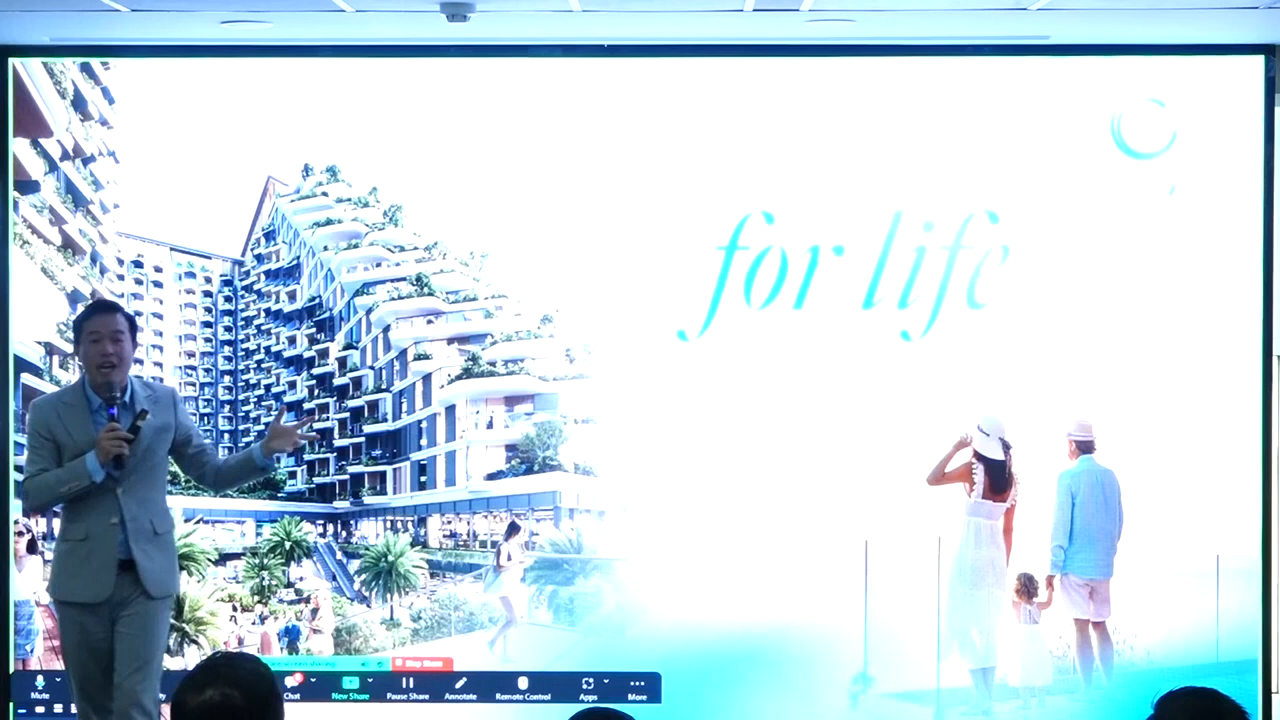 for life
Stop Share
Mute
Chat
New Share
Pause Share
Annotate
Remote Control
Apps
More